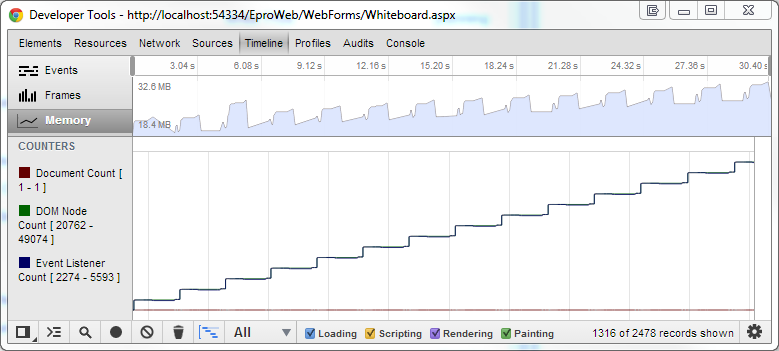 Developer Tools - http://localhost:54334/EproWeb/WebForms/Whiteboard.aspx
Elements Resources Network Sources Timeline Profiles Audits Console
Events
Frames
Memory
3.04 s 6.08 s 9.12 s 12.16 s 15.20 s 18.24 s 21.28 s 24.32 s 27.36 s 30.40 s
32.6 MB
18.4 MB
COUNTERS
Document Count [
1 - 1 ]
DOM Node
Count [ 20762 -
49074 ]
Event Listener
Count [ 2274 - 5593 ]
All Loading Scripting Rendering Painting 1316 of 2478 records shown